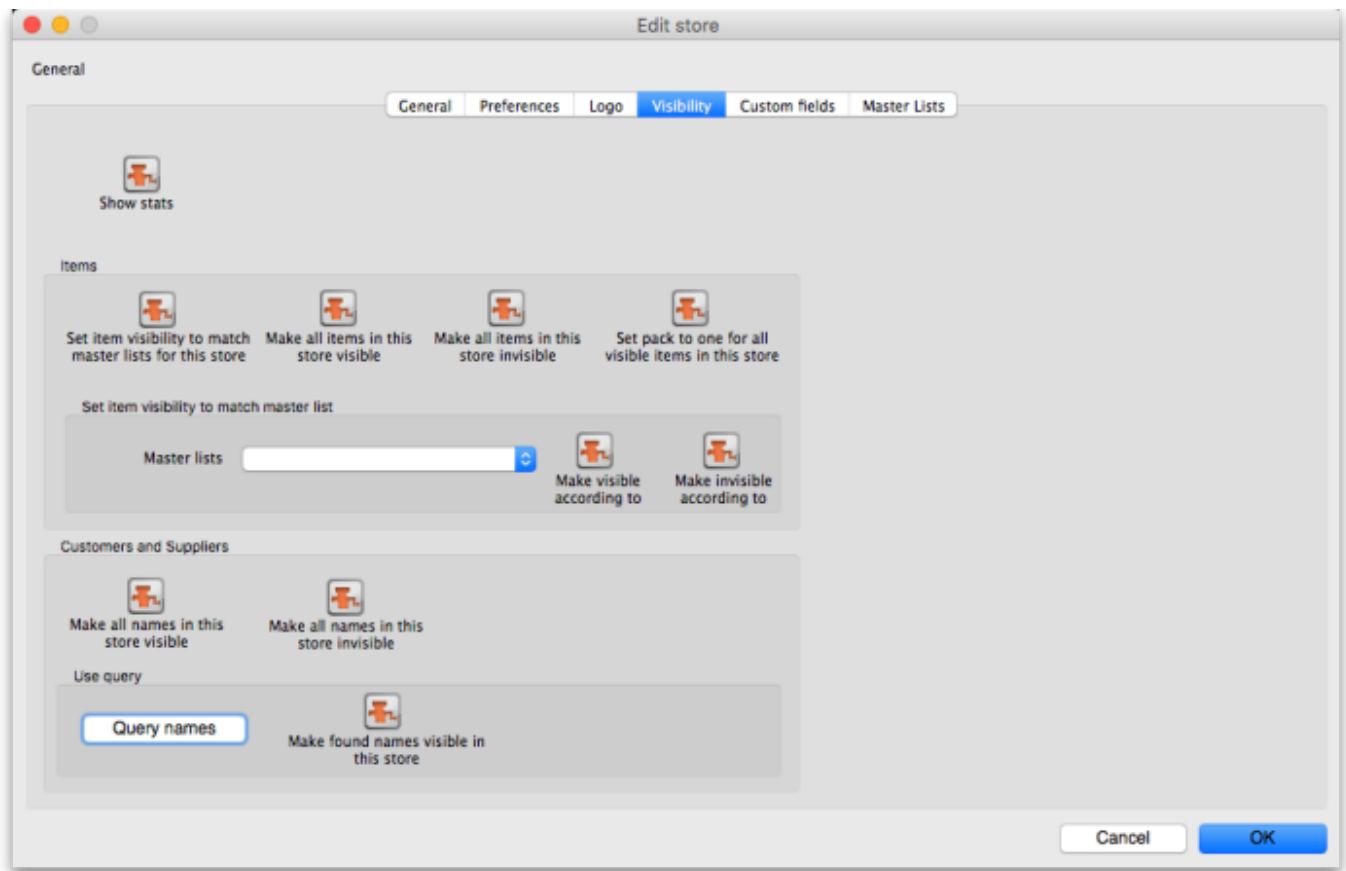 Edit store
General
General Preferences Logo Visibility Custom fields Master Lists
Show stats
Items
Set item visibility to match
master lists for this store
Make all items in this
store visible
Make all items in this
store invisible
Set pack to one for all
visible items in this store
Set item visibility to match master list
Master lists
Make visible
according to
Make invisible
according to
Customers and Suppliers
Make all names in this
store visible
Make all names in this
store invisible
Use query
Query names
Make found names visible in
this store
Cancel
OK